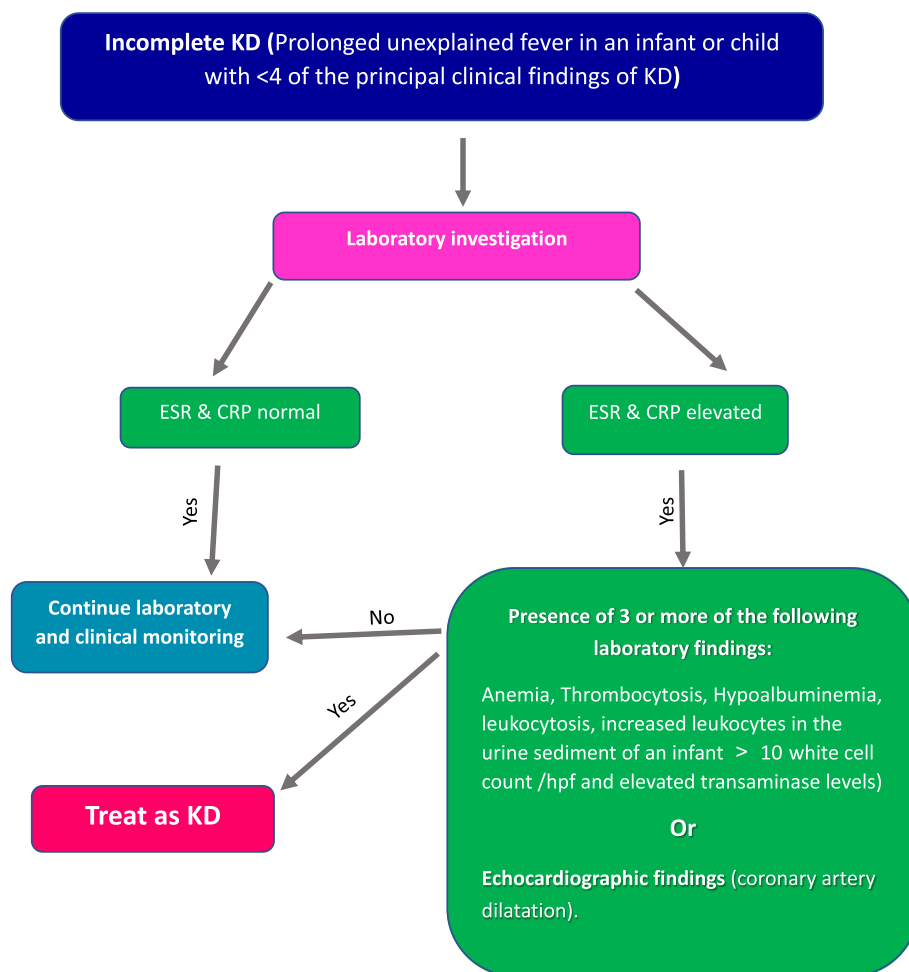 Incomplete KD (Prolonged unexplained fever in an infant or child
with <4 of the principal clinical findings of KD)
Laboratory investigation
ESR & CRP normal
ESR & CRP elevated
Yes
Yes
Continue laboratory
and clinical monitoring
No
Yes
Treat as KD
Presence of 3 or more of the following
laboratory findings:
Anemia, Thrombocytosis, Hypoalbuminemia,
leukocytosis, increased leukocytes in the
urine sediment of an infant > 10 white cell
count /hpf and elevated transaminase levels)
Or
Echocardiographic findings (coronary artery
dilatation).